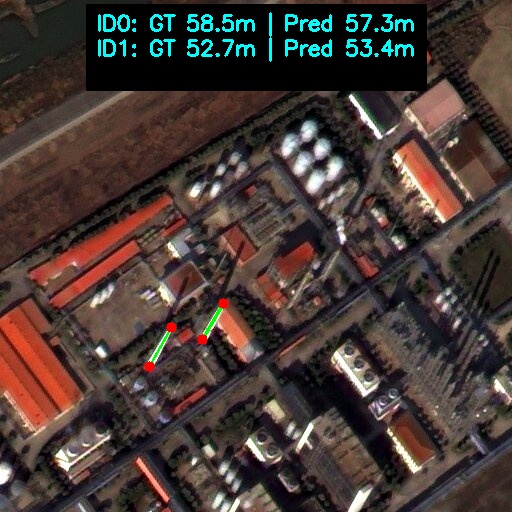 ID0: GT 58.5m | Pred 57.3m
ID1: GT 52.7m | Pred 53.4m